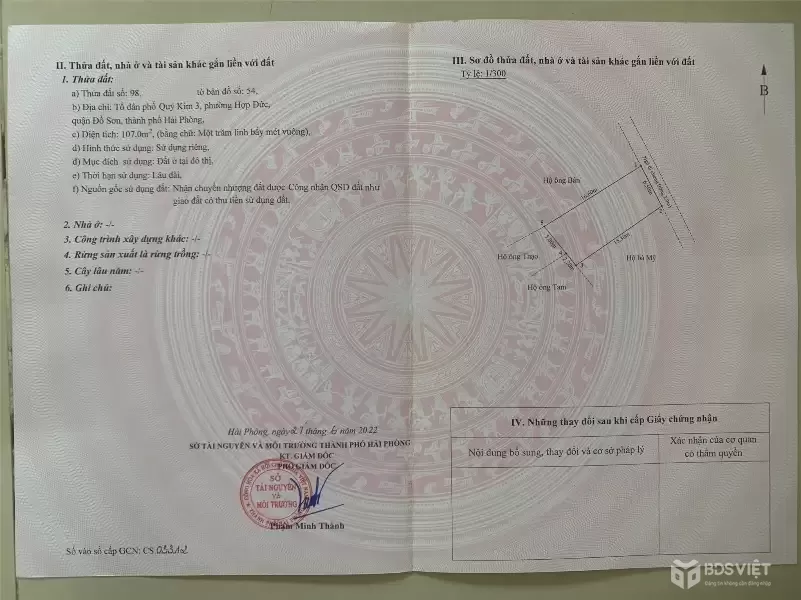 II. Thửa đất, nhà ở và tài sản khác gắn liền với đất
1. Thửa đất:
a) Thửa đất số: 98, tờ bản đồ số: 54,
b) Địa chỉ: Tổ dân phố Quý Kim 3, phường Hợp Đức,
quận Đồ Sơn, thành phố Hải Phòng,
c) Diện tích: 107.0m², (bằng chữ: Một trăm linh bảy mét vuông),
d) Hình thức sử dụng: Sử dụng riêng,
đ) Mục đích sử dụng: Đất ở tại đô thị,
e) Thời hạn sử dụng: Lâu dài,
f) Nguồn gốc sử dụng đất: Nhận chuyển nhượng đất được Công nhận QSD đất như
giao đất có thu tiền sử dụng đất.
2. Nhà ở: -/-
3. Công trình xây dựng khác: -/-
4. Rừng sản xuất là rừng trồng: -/-
5. Cây lâu năm: -/-
6. Ghi chú:
Hải Phòng, ngày 21 tháng 6 năm 2022
SỞ TÀI NGUYÊN VÀ MÔI TRƯỜNG THÀNH PHỐ HẢI PHÒNG
KT. GIÁM ĐỐC
PHÓ GIÁM ĐỐC
SỞ
TÀI NGUYÊN
VÀ
MÔI TRƯỜNG
Phạm Minh Thành
Số vào sổ cấp GCN: CS
III. Sơ đồ thửa đất, nhà ở và tài sản khác gắn liền với đất
Tỷ lệ: 1/300
B
Hộ ông Bản
Hộ ông Thạo
Hộ bà Mỹ
Hộ ông Tam
IV. Những thay đổi sau khi cấp Giấy chứng nhận
Nội dung bổ sung, thay đổi và cơ sở pháp lý
Xác nhận của cơ quan
có thẩm quyền
BDSVIỆT